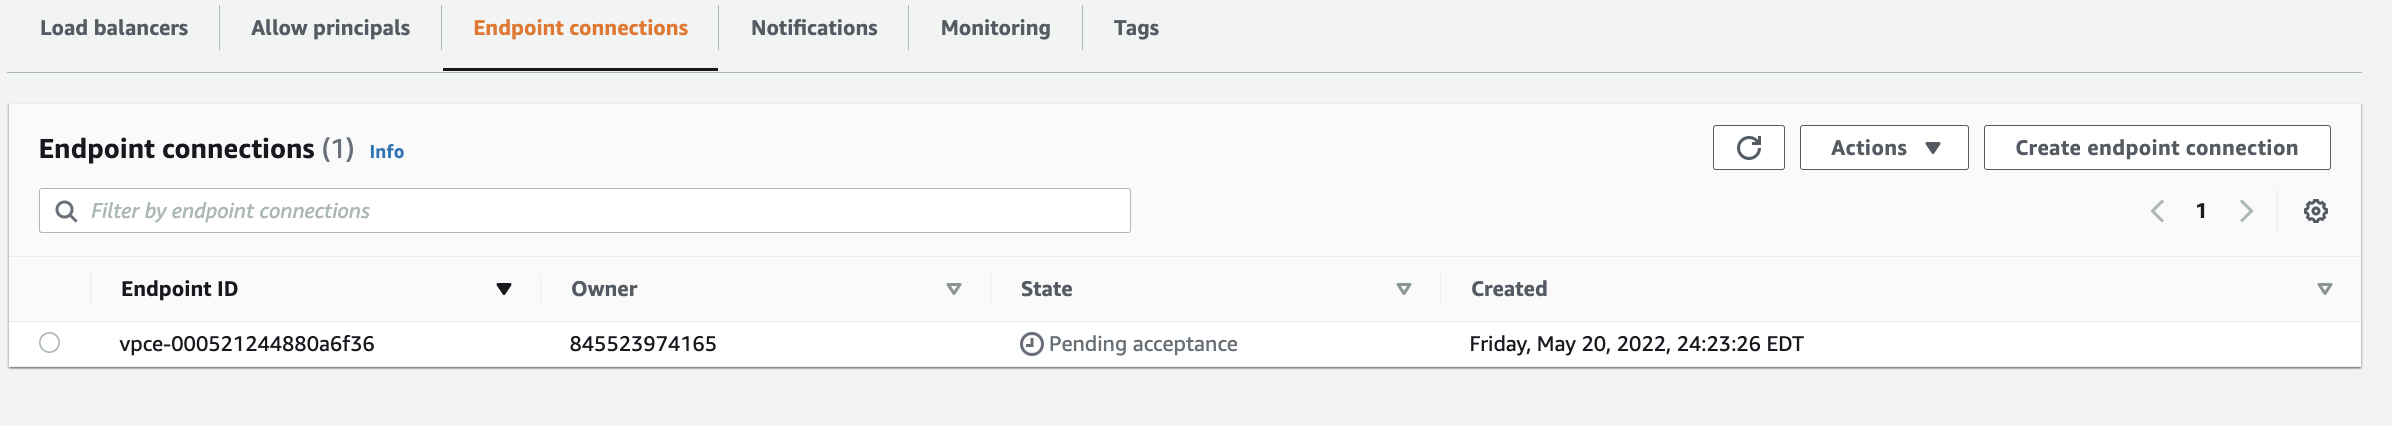 Load balancers Allow principals Endpoint connections Notifications Monitoring Tags
Endpoint connections (1) Info Actions Create endpoint connection
Filter by endpoint connections 1
Endpoint ID Owner State Created
vpce-000521244880a6f36 845523974165 Pending acceptance Friday, May 20, 2022, 24:23:26 EDT